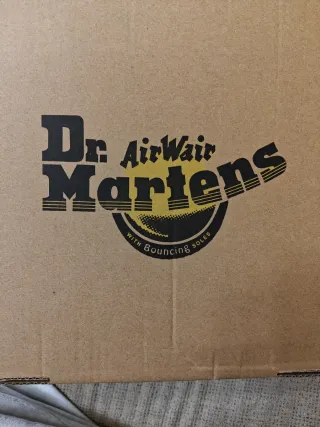 Dr. AirWair
Martens
WITH Bouncing SOLES